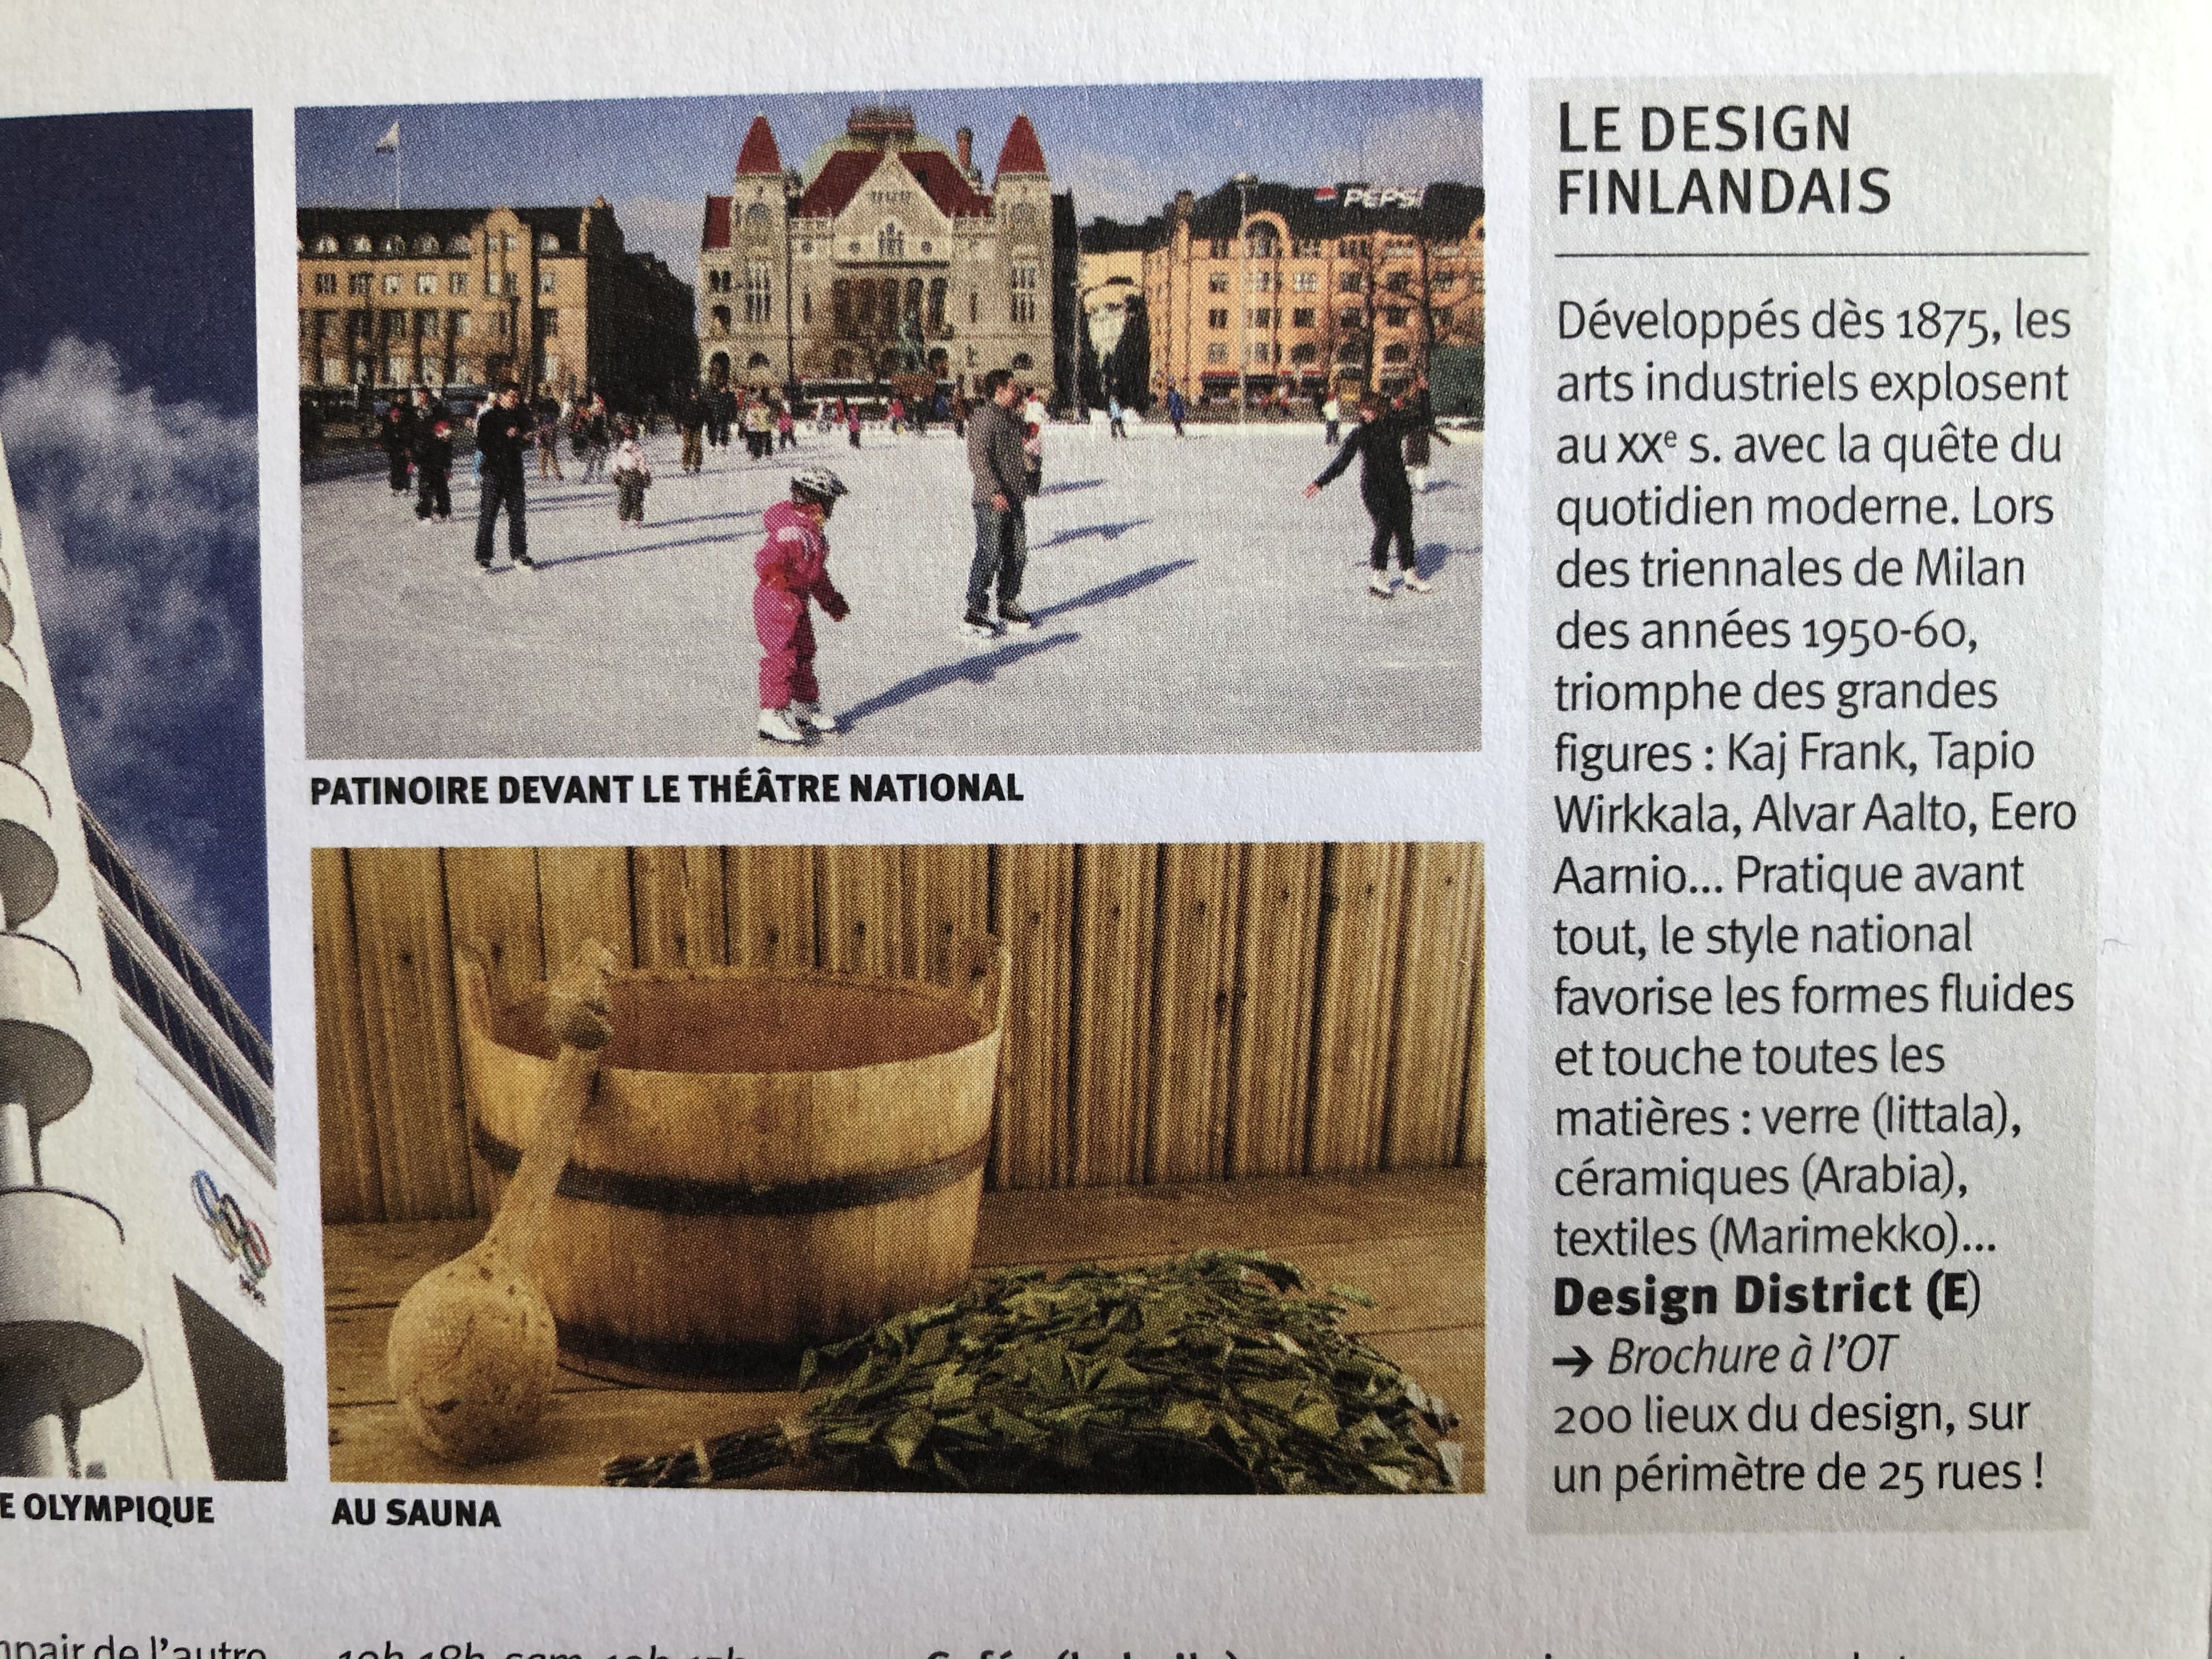 PEPSI
PATINOIRE DEVANT LE THÉÂTRE NATIONAL
E OLYMPIQUE
AU SAUNA
LE DESIGN
FINLANDAIS
Développés dès 1875, les
arts industriels explosent
au XXe s. avec la quête du
quotidien moderne. Lors
des triennales de Milan
des années 1950-60,
triomphe des grandes
figures : Kaj Frank, Tapio
Wirkkala, Alvar Aalto, Eero
Aarnio... Pratique avant
tout, le style national
favorise les formes fluides
et touche toutes les
matières : verre (Iittala),
céramiques (Arabia),
textiles (Marimekko)...
Design District (E)
→ Brochure à l'OT
200 lieux du design, sur
un périmètre de 25 rues !
de l'autre